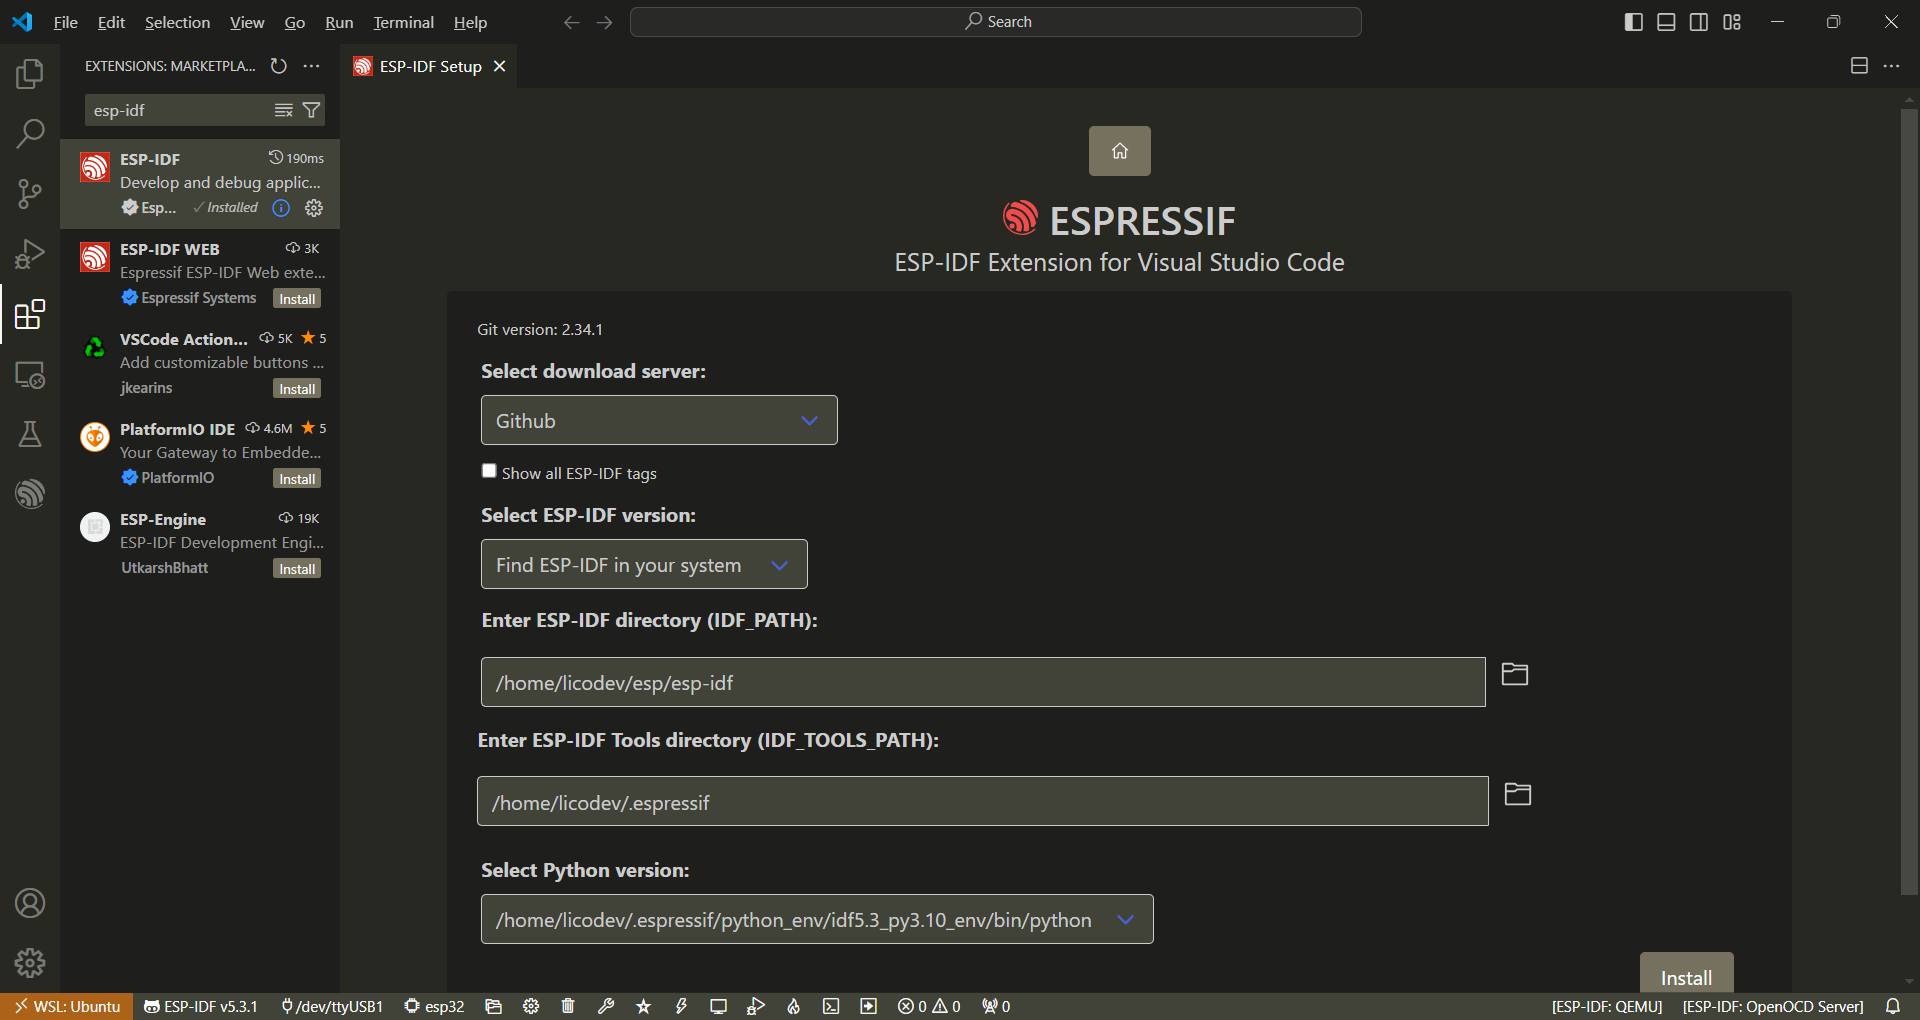 File Edit Selection View Go Run Terminal Help
Search
EXTENSIONS: MARKETPLA...
ESP-IDF Setup
esp-idf
ESP-IDF 190ms
Develop and debug applic...
Esp... ✓Installed
ESP-IDF WEB 3K
Espressif ESP-IDF Web exte...
Espressif Systems Install
VSCode Action... 5K ★ 5
Add customizable buttons ...
jkearins Install
PlatformIO IDE 4.6M ★ 5
Your Gateway to Embedde...
PlatformIO Install
ESP-Engine 19K
ESP-IDF Development Engi...
UtkarshBhatt Install
ESPRESSIF
ESP-IDF Extension for Visual Studio Code
Git version: 2.34.1
Select download server:
Github
Show all ESP-IDF tags
Select ESP-IDF version:
Find ESP-IDF in your system
Enter ESP-IDF directory (IDF_PATH):
/home/licodev/esp/esp-idf
Enter ESP-IDF Tools directory (IDF_TOOLS_PATH):
/home/licodev/.espressif
Select Python version:
/home/licodev/.espressif/python_env/idf5.3_py3.10_env/bin/python
Install
WSL: Ubuntu ESP-IDF v5.3.1 /dev/ttyUSB1 esp32 0 0 0 [ESP-IDF: QEMU] [ESP-IDF: OpenOCD Server]